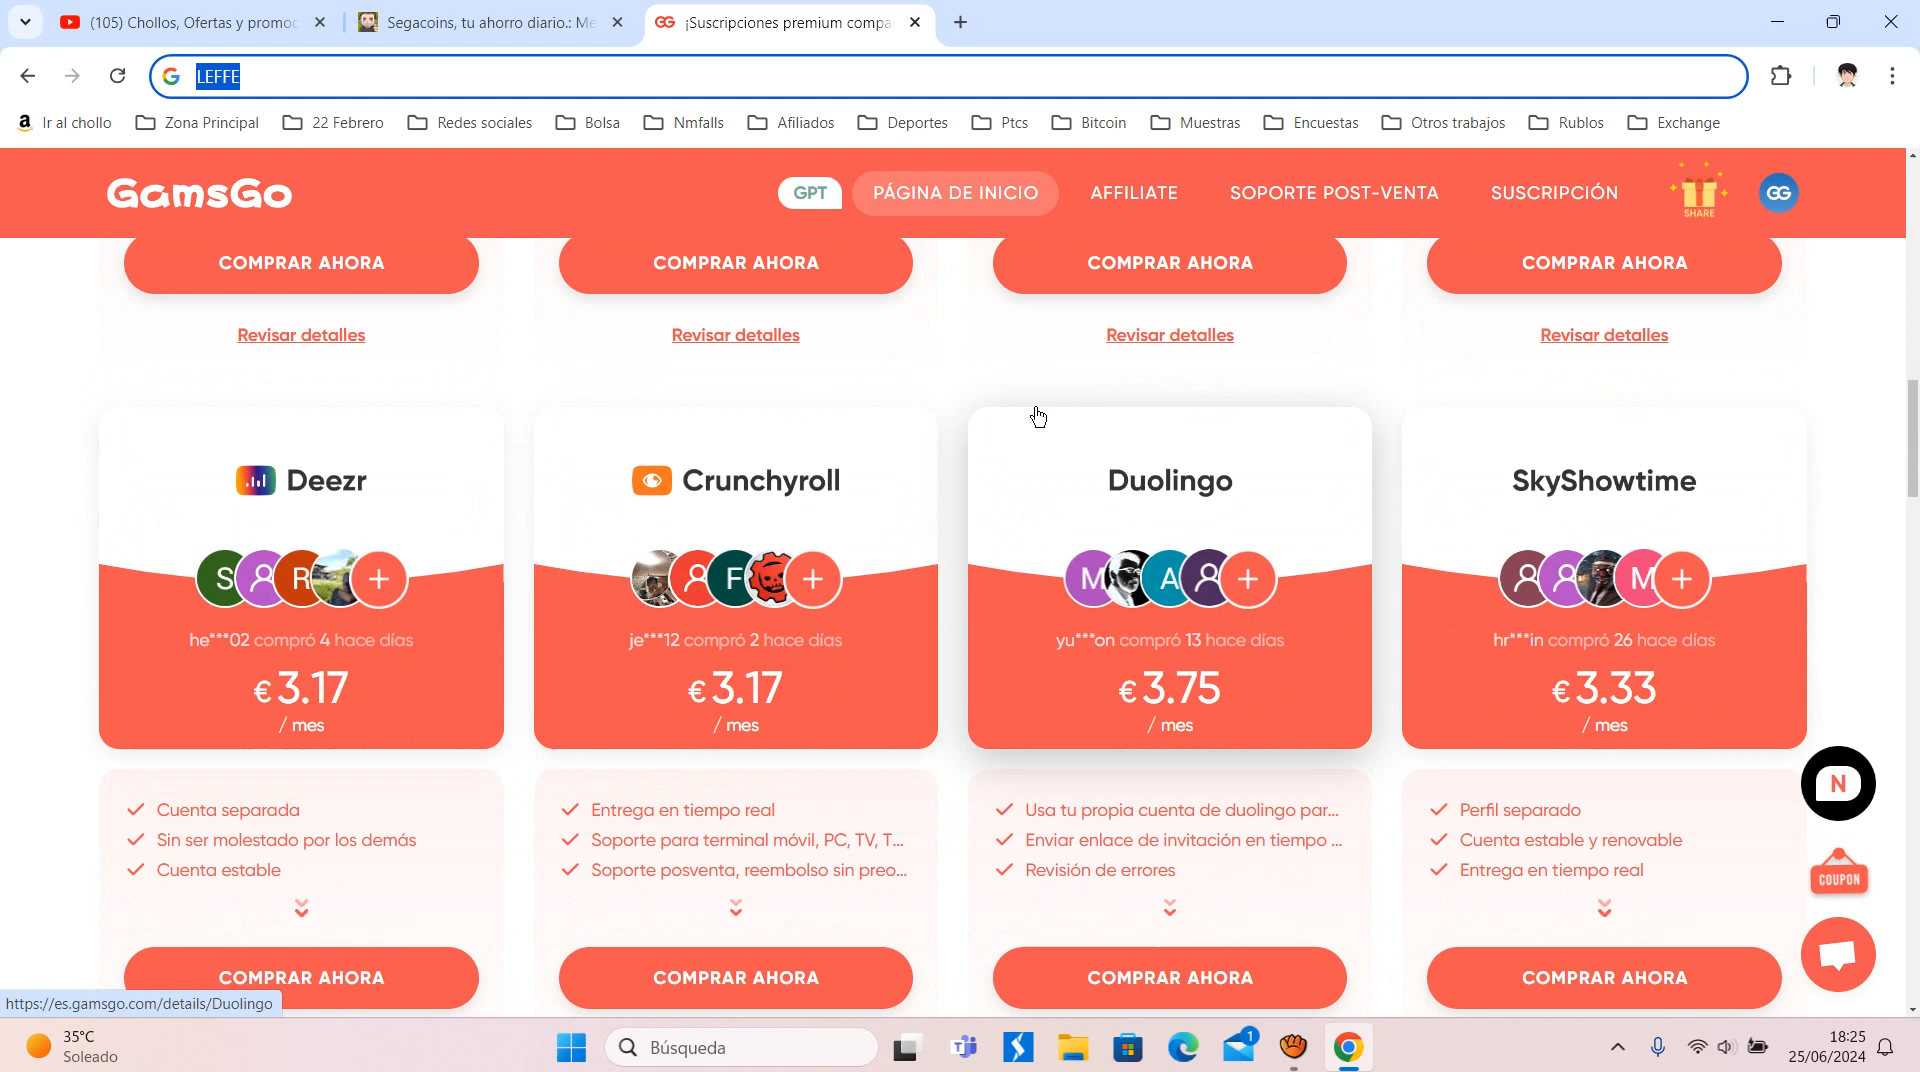 (105) Chollos, Ofertas y promoc
Segacoins, tu ahorro diario.: Me
¡Suscripciones premium compa
LEFFE
Ir al chollo
Zona Principal
22 Febrero
Redes sociales
Bolsa
Nmfalls
Afiliados
Deportes
Ptcs
Bitcoin
Muestras
Encuestas
Otros trabajos
Rublos
Exchange
GamsGo
GPT
PÁGINA DE INICIO
AFFILIATE
SOPORTE POST-VENTA
SUSCRIPCIÓN
SHARE
GG
COMPRAR AHORA
COMPRAR AHORA
COMPRAR AHORA
COMPRAR AHORA
Revisar detalles
Revisar detalles
Revisar detalles
Revisar detalles
Deezr
Crunchyroll
Duolingo
SkyShowtime
S
R
+
F
+
M
A
+
M
+
he***02 compró 4 hace días
je***12 compró 2 hace días
yu***on compró 13 hace días
hr***in compró 26 hace días
€3.17
€3.17
€3.75
€3.33
/ mes
/ mes
/ mes
/ mes
Cuenta separada
Sin ser molestado por los demás
Cuenta estable
Entrega en tiempo real
Soporte para terminal móvil, PC, TV, T...
Soporte posventa, reembolso sin preo...
Usa tu propia cuenta de duolingo par...
Enviar enlace de invitación en tiempo ...
Revisión de errores
Perfil separado
Cuenta estable y renovable
Entrega en tiempo real
N
COUPON
COMPRAR AHORA
COMPRAR AHORA
COMPRAR AHORA
COMPRAR AHORA
https://es.gamsgo.com/details/Duolingo
35°C
Soleado
Búsqueda
1
18:25
25/06/2024